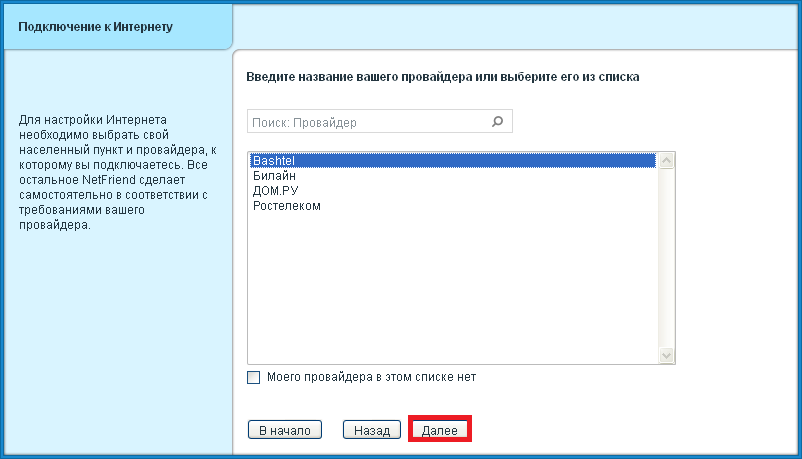 Подключение к Интернету
Для настройки Интернета
необходимо выбрать свой
населенный пункт и провайдера, к
которому вы подключаетесь. Все
остальное NetFriend сделает
самостоятельно в соответствии с
требованиями вашего
провайдера.
Введите название вашего провайдера или выберите его из списка
Поиск: Провайдер
Bashtel
Билайн
ДОМ.РУ
Ростелеком
Моего провайдера в этом списке нет
В начало
Назад
Далее